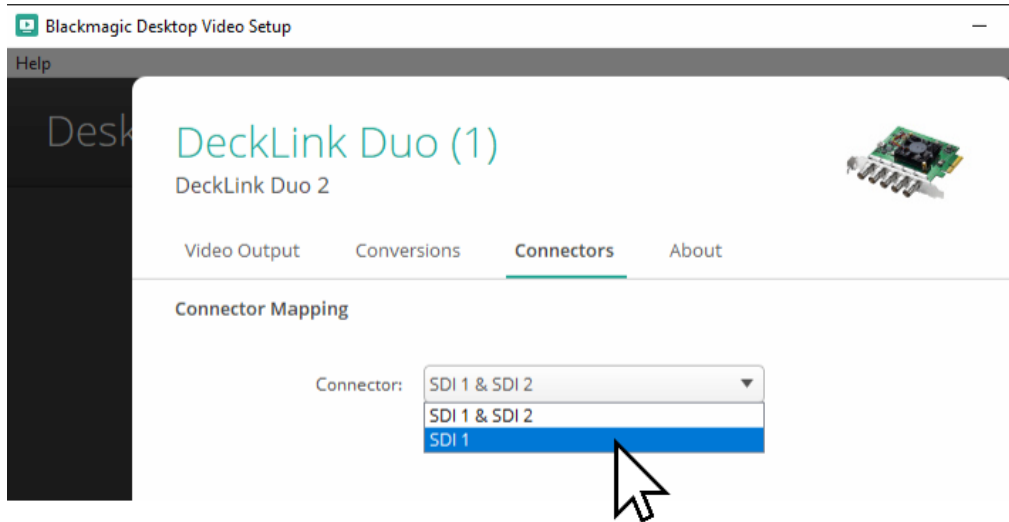 Blackmagic Desktop Video Setup
Help
Desk
DeckLink Duo (1)
DeckLink Duo 2
Video Output Conversions Connectors About
Connector Mapping
Connector: SDI 1 & SDI 2
SDI 1 & SDI 2
SDI 1